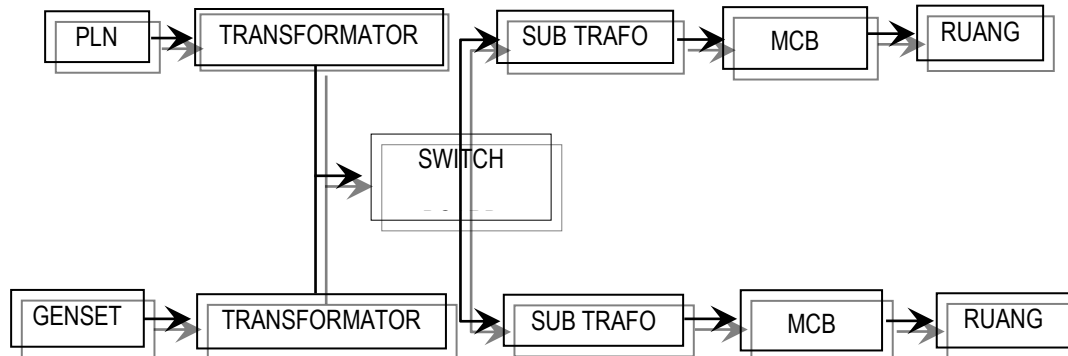 PLN
TRANSFORMATOR
SUB TRAFO
MCB
RUANG
SWITCH
GENSET
TRANSFORMATOR
SUB TRAFO
MCB
RUANG